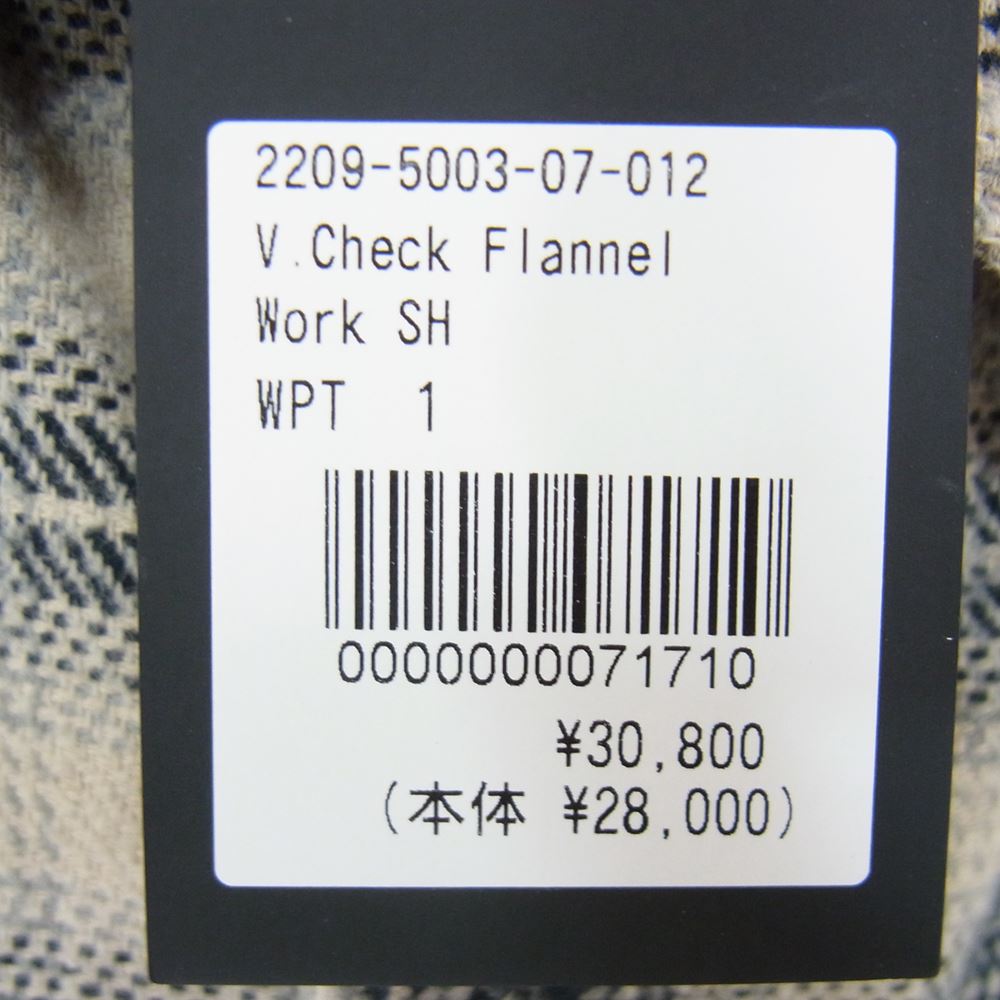 2209-5003-07-012
V.Check Flannel
Work SH
WPT 1
0000000071710
¥30,800
(本体 ¥28,000)